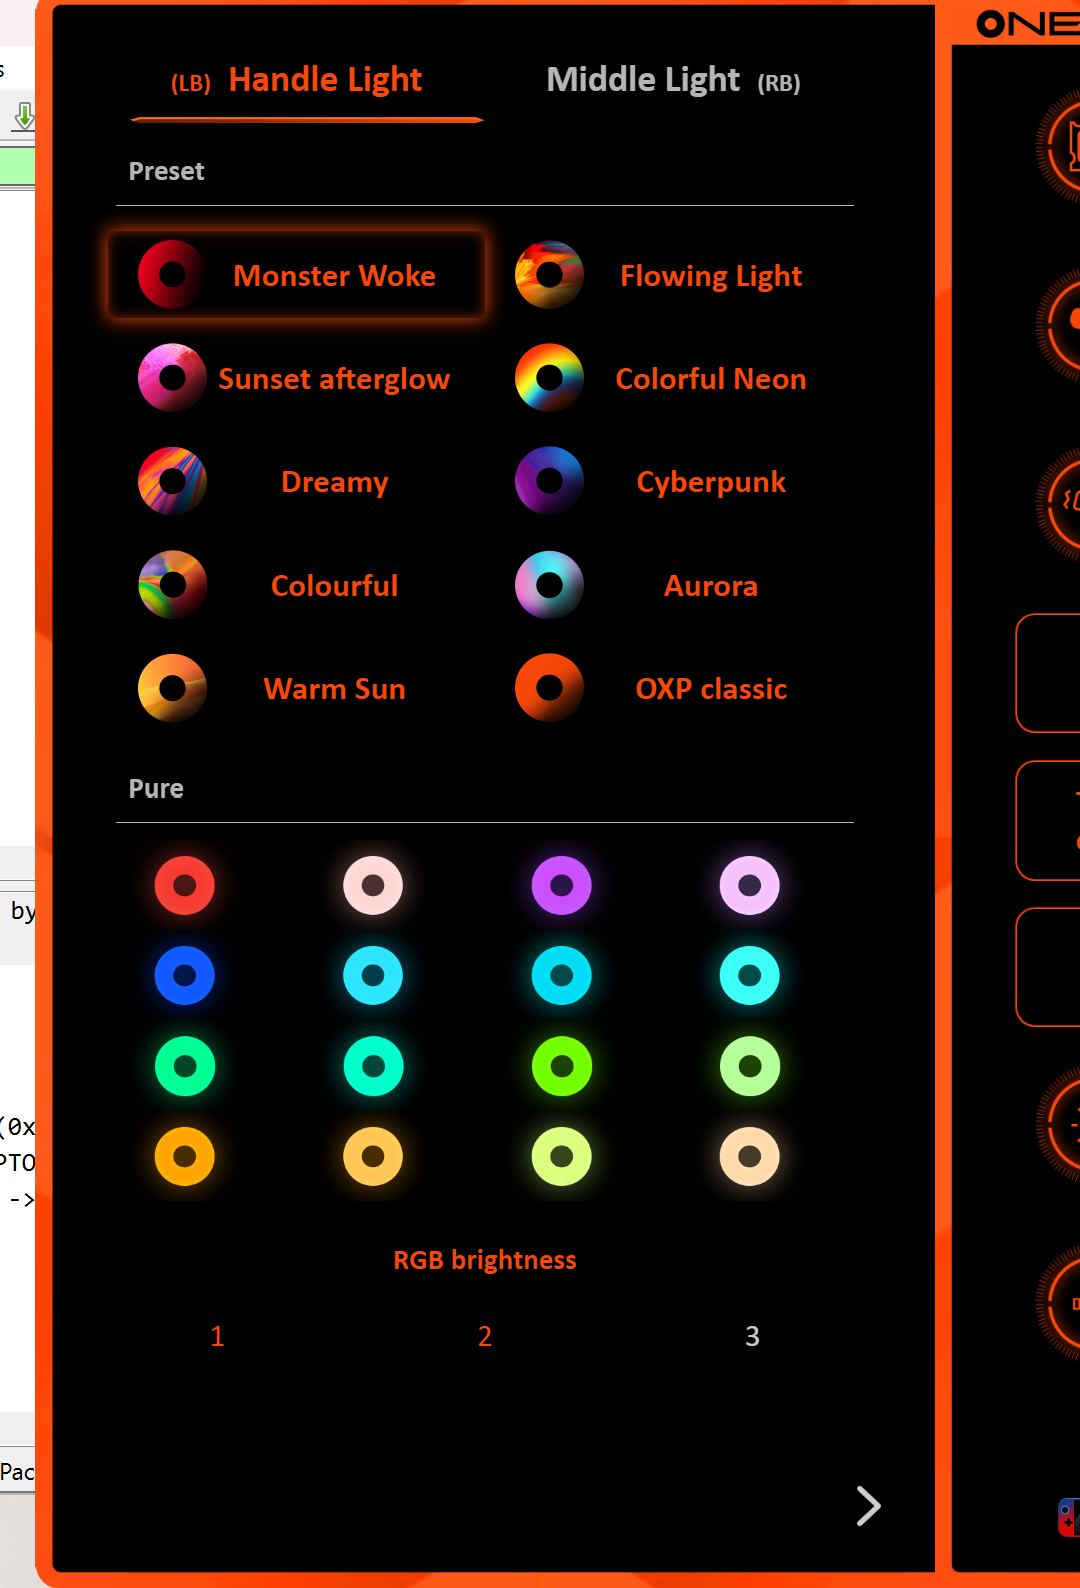 (LB) Handle Light
Middle Light (RB)
Preset
Monster Woke
Flowing Light
Sunset afterglow
Colorful Neon
Dreamy
Cyberpunk
Colourful
Aurora
Warm Sun
OXP classic
Pure
RGB brightness
1
2
3
ONE
s
by
(0x
PTO
->
Pac